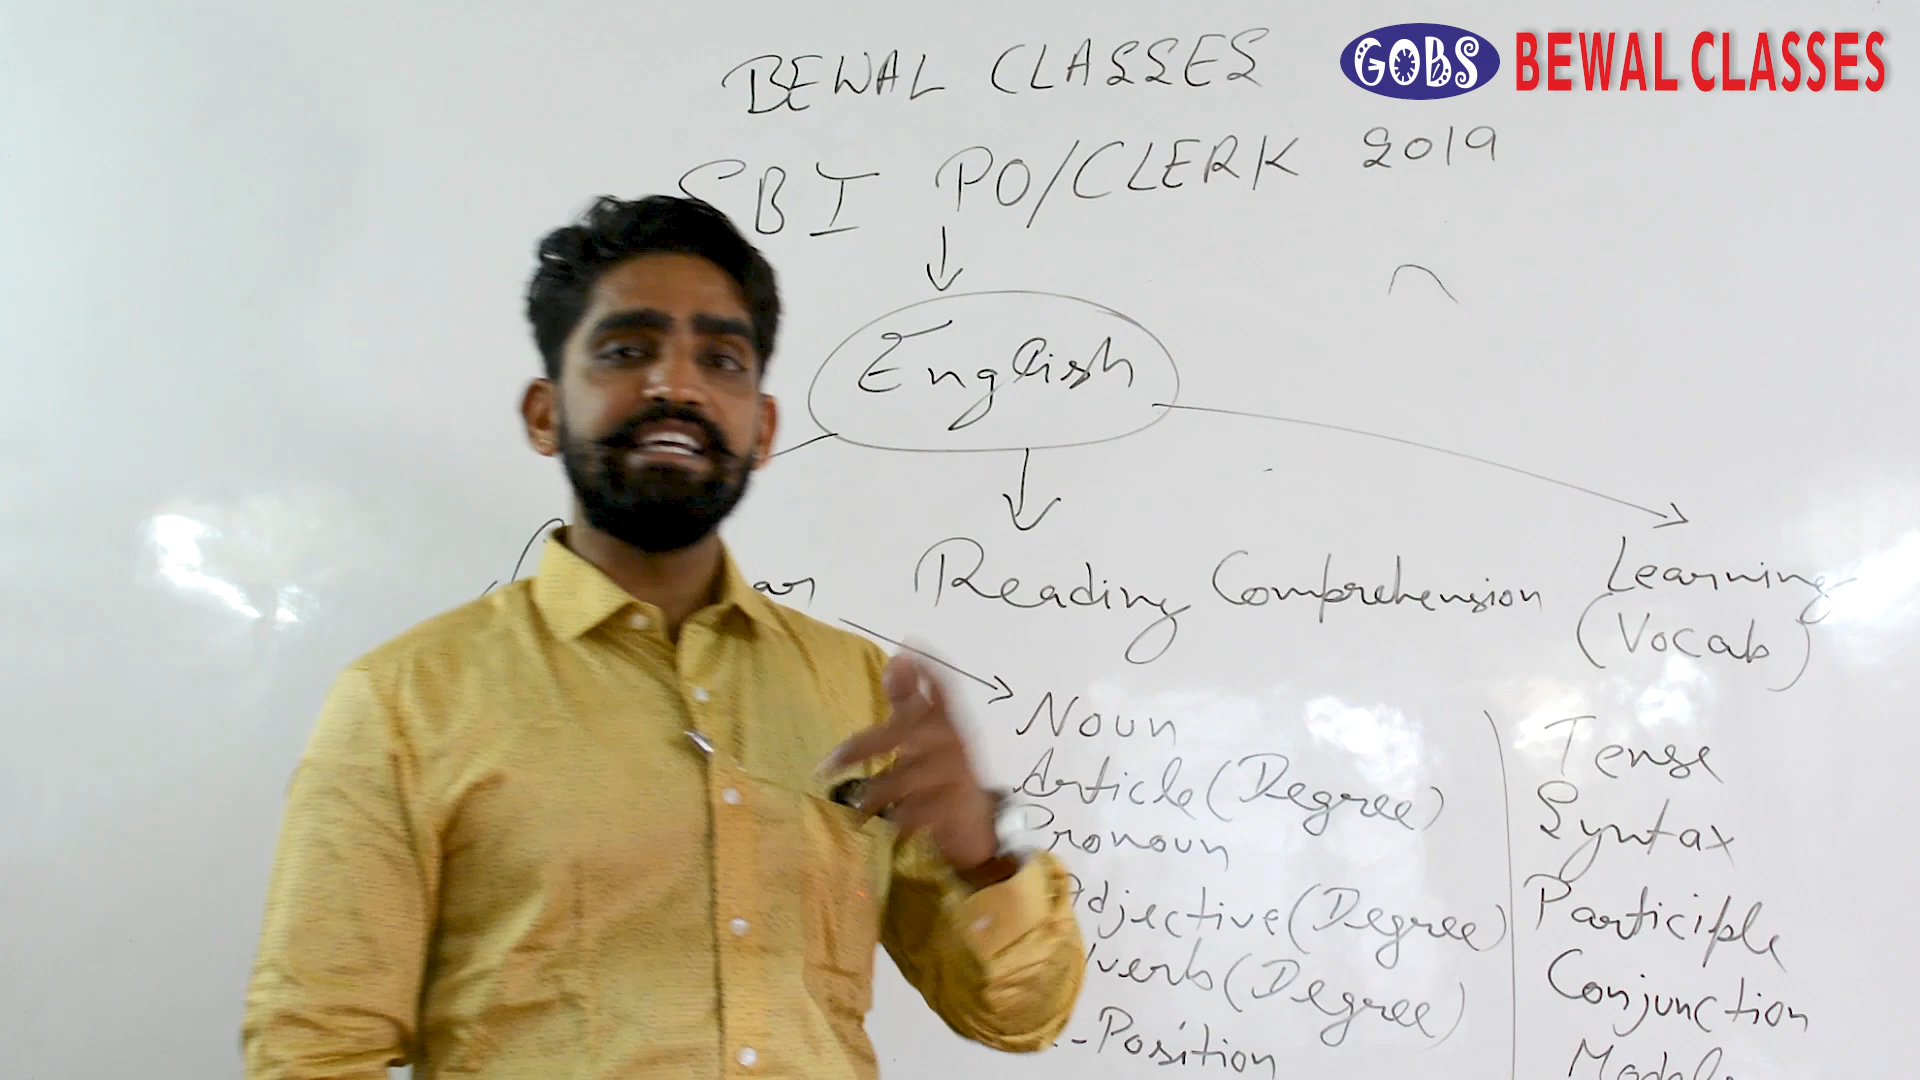 GOBS BEWAL CLASSES
BEWAL CLASSES
SBI PO/CLERK 2019
English
Reading Comprehension
Learning
(Vocab)
Noun
Article (Degree)
Pronoun
Adjective (Degree)
(Degree)
-Position
Tense
Syntax
Participle
Conjunction